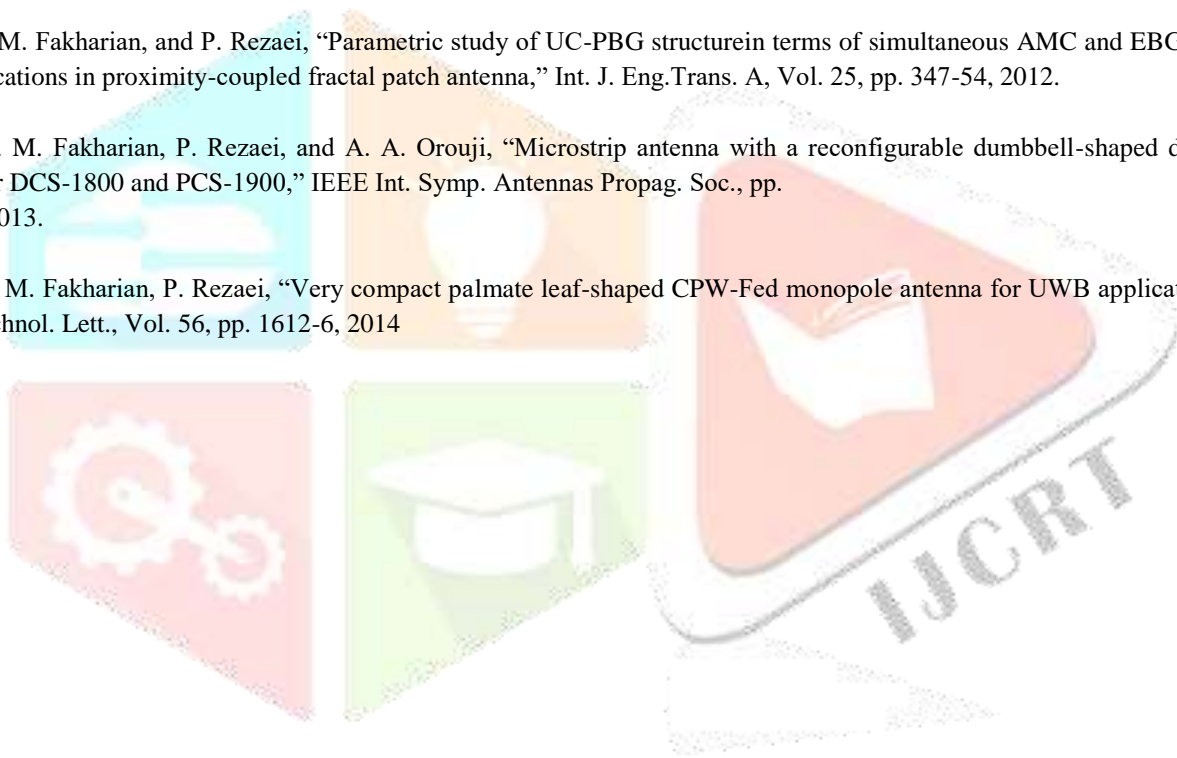 M. Fakharian, and P. Rezaei, “Parametric study of UC-PBG structurein terms of simultaneous AMC and EBG
cations in proximity-coupled fractal patch antenna,” Int. J. Eng.Trans. A, Vol. 25, pp. 347-54, 2012.
. M. Fakharian, P. Rezaei, and A. A. Orouji, “Microstrip antenna with a reconfigurable dumbbell-shaped d
r DCS-1800 and PCS-1900,” IEEE Int. Symp. Antennas Propag. Soc., pp.
013.
M. Fakharian, P. Rezaei, “Very compact palmate leaf-shaped CPW-Fed monopole antenna for UWB applicat
chnol. Lett., Vol. 56, pp. 1612-6, 2014
IJCRT